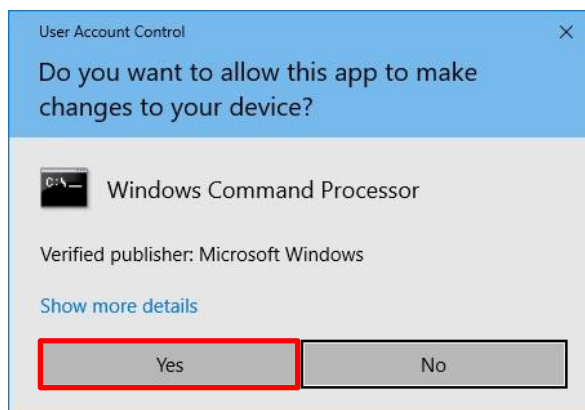 User Account Control
Do you want to allow this app to make
changes to your device?
C:\_
Windows Command Processor
Verified publisher: Microsoft Windows
Show more details
Yes
No